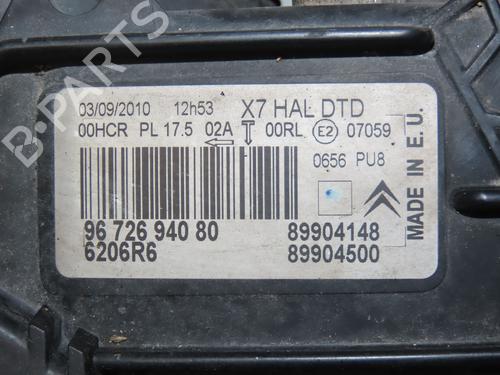 03/09/2010 12h53 X7 HAL DTD
00HCR PL 17.5 02A 00RL E2 07059
0656 PU8
MADE IN E.U.
96 726 940 80 89904148
6206R6 89904500
B-PARTS